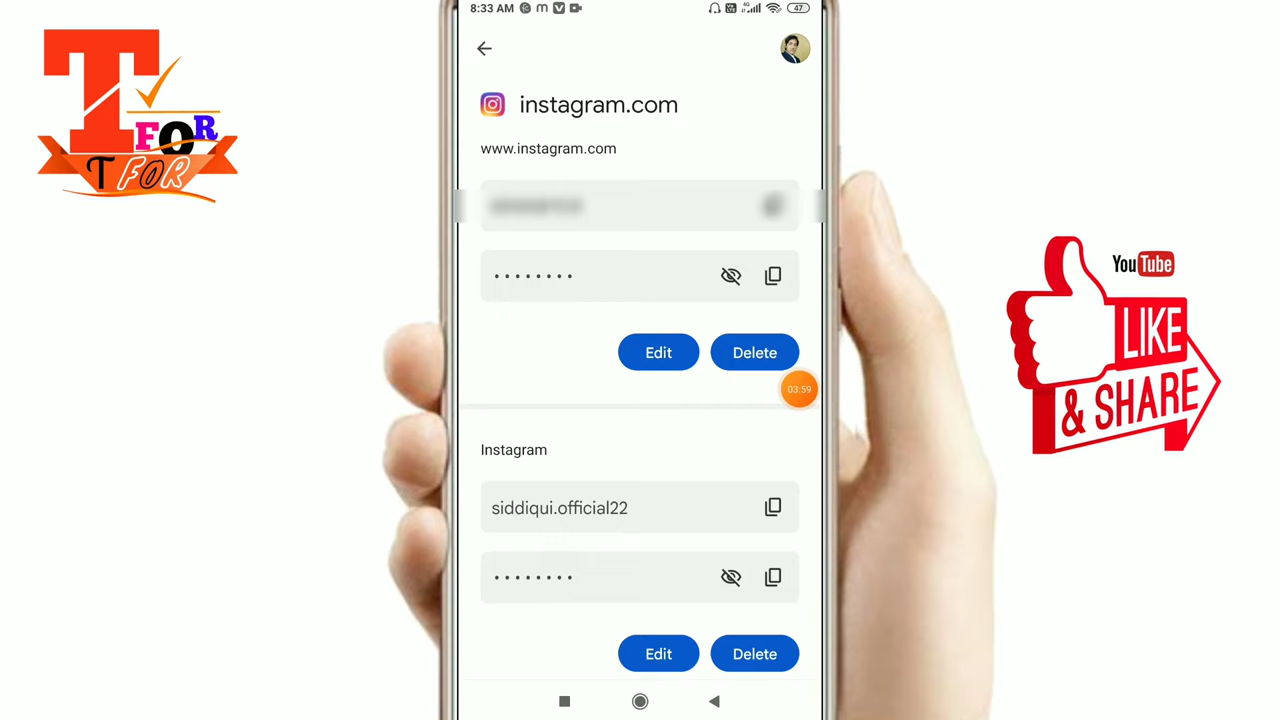 8:33 AM
47
T
FOR
T FOR
instagram.com
www.instagram.com
••••••••
Edit
Delete
03:59
Instagram
siddiqui.official22
••••••••
Edit
Delete
YouTube
LIKE
& SHARE